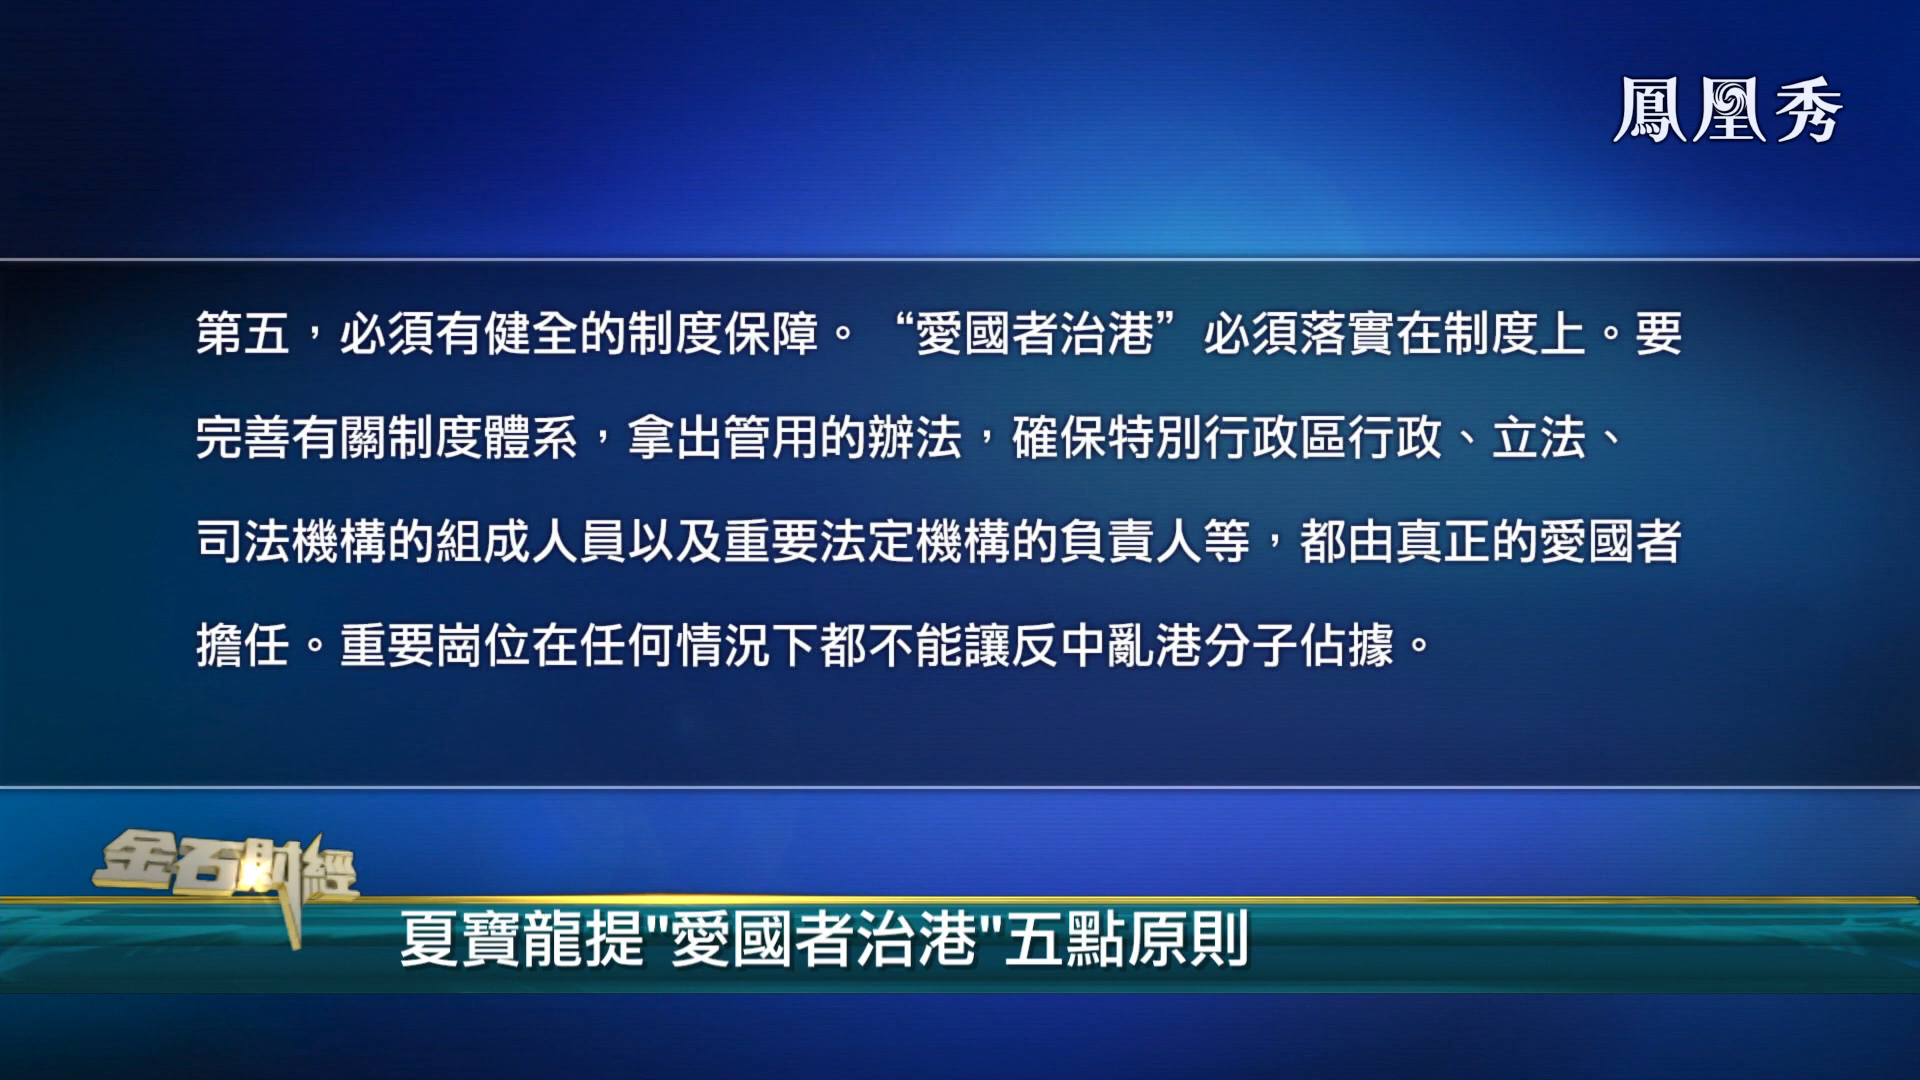 鳳凰秀
第五，必須有健全的制度保障。“愛國者治港”必須落實在制度上。要
完善有關制度體系，拿出管用的辦法，確保特別行政區行政、立法、
司法機構的組成人員以及重要法定機構的負責人等，都由真正的愛國者
擔任。重要崗位在任何情況下都不能讓反中亂港分子佔據。
金石財經
夏寶龍提"愛國者治港"五點原則